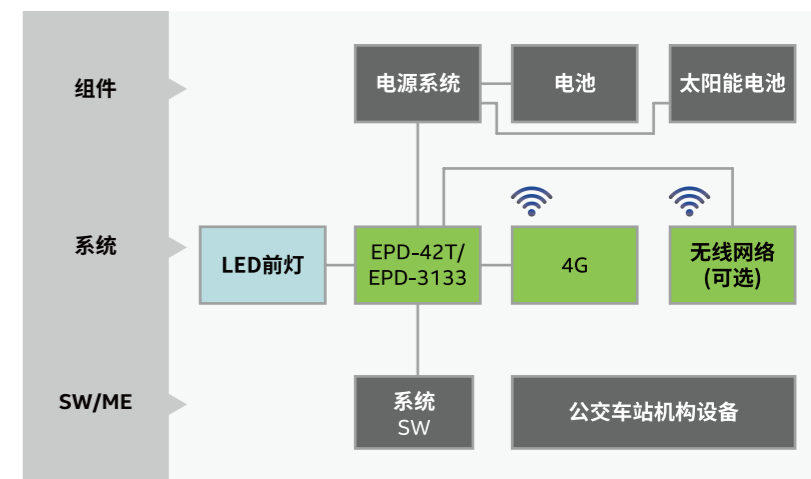 组件
电源系统
电池
太阳能电池
系统
LED前灯
EPD-42T/
EPD-3133
4G
无线网络
(可选)
SW/ME
系统
SW
公交车站机构设备